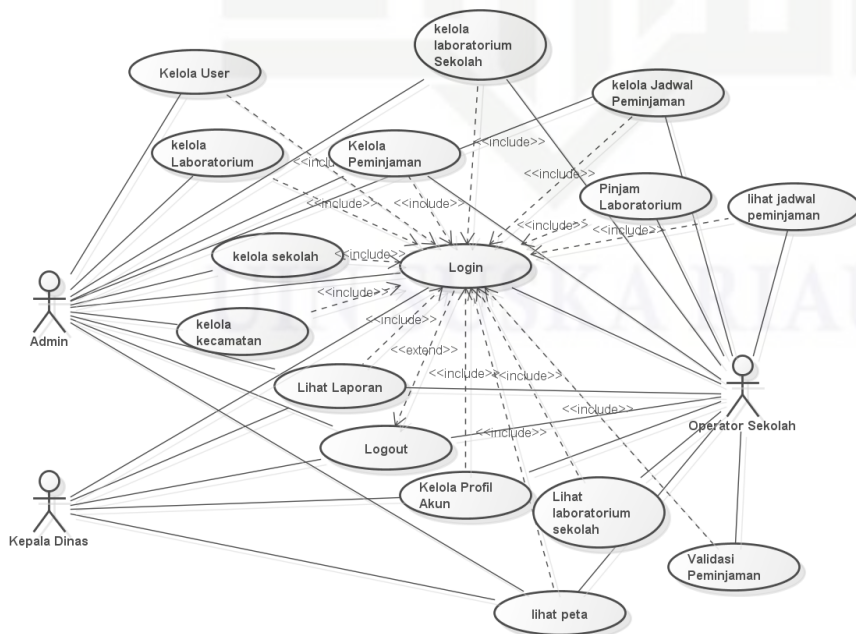 kelola
laboratorium
Sekolah
Kelola User
kelola Jadwal
Peminjaman
kelola
Laboratorium
Kelola
Peminjaman
<<include>>
<<include>>
<<include>>
Pinjam
Laboratorium
lihat jadwal
peminjaman
<<include>>
<<include>>
<<include>>
<<include>>
kelola sekolah
<<include>>
Login
<<include>>
Admin
kelola
kecamatan
<<include>>
<<extend>>
Lihat Laporan
<<include>>
<<include>>
<<include>>
Operator Sekolah
Logout
<<include>>
Kelola Profil
Akun
Lihat
laboratorium
sekolah
Kepala Dinas
Validasi
Peminjaman
lihat peta